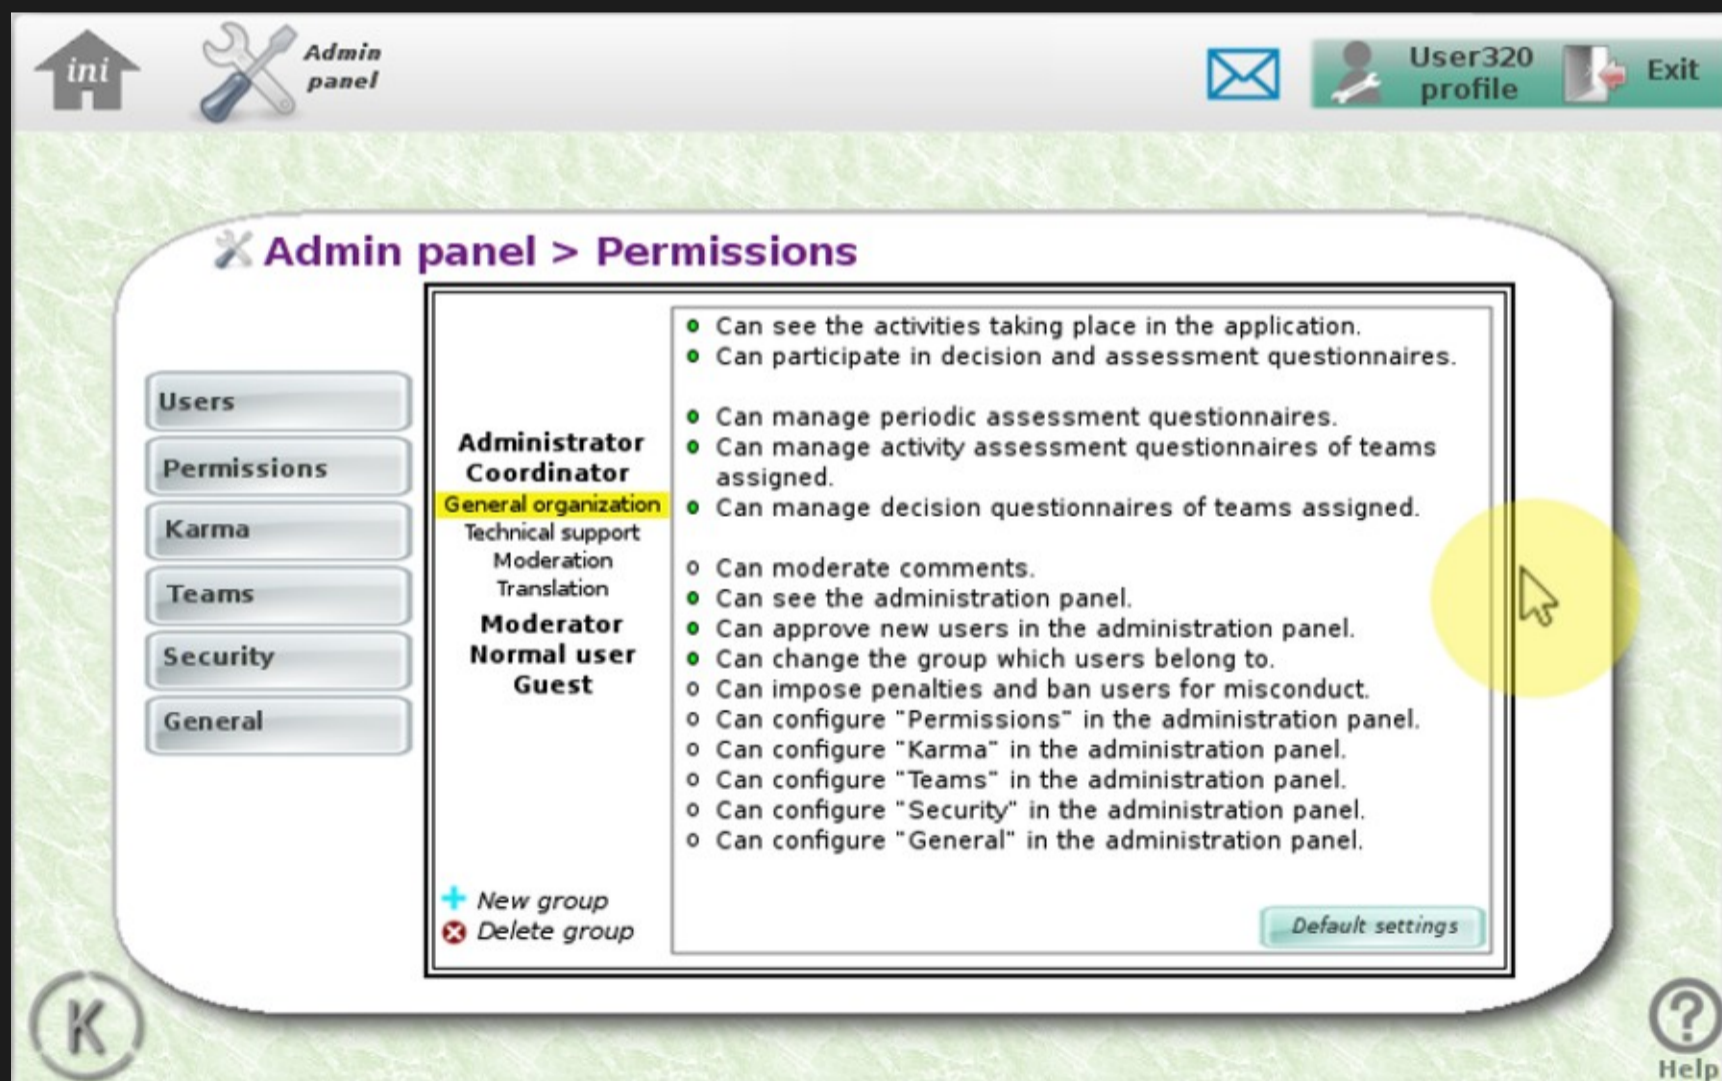 ini
Admin
panel
User320
profile
Exit
Admin panel > Permissions
Users
Permissions
Karma
Teams
Security
General
Administrator
Coordinator
General organization
Technical support
Moderation
Translation
Moderator
Normal user
Guest
New group
Delete group
Can see the activities taking place in the application.
Can participate in decision and assessment questionnaires.
Can manage periodic assessment questionnaires.
Can manage activity assessment questionnaires of teams
assigned.
Can manage decision questionnaires of teams assigned.
Can moderate comments.
Can see the administration panel.
Can approve new users in the administration panel.
Can change the group which users belong to.
Can impose penalties and ban users for misconduct.
Can configure "Permissions" in the administration panel.
Can configure "Karma" in the administration panel.
Can configure "Teams" in the administration panel.
Can configure "Security" in the administration panel.
Can configure "General" in the administration panel.
Default settings
K
?
Help